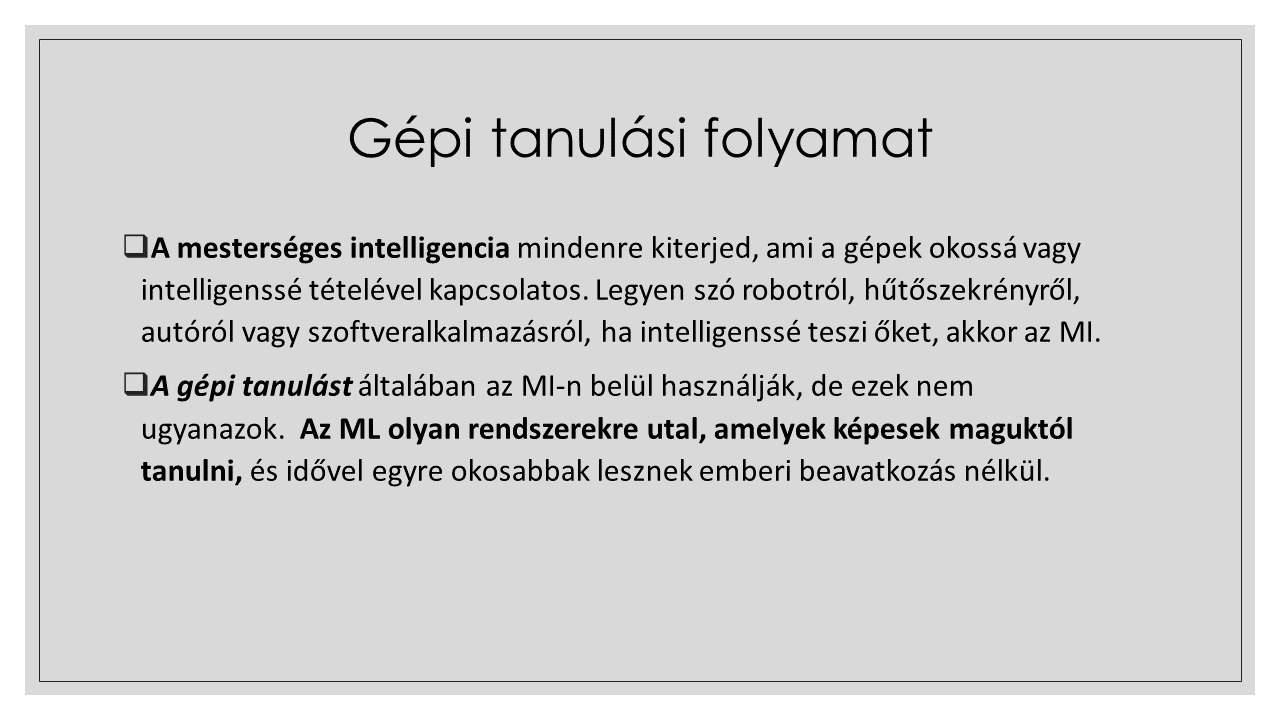 Gépi tanulási folyamat
A mesterséges intelligencia mindenre kiterjed, ami a gépek okossá vagy
intelligenssé tételével kapcsolatos. Legyen szó robotról, hűtőszekrényről,
autóról vagy szoftveralkalmazásról, ha intelligenssé teszi őket, akkor az MI.
A gépi tanulást általában az MI-n belül használják, de ezek nem
ugyanazok. Az ML olyan rendszerekre utal, amelyek képesek maguktól
tanulni, és idővel egyre okosabbak lesznek emberi beavatkozás nélkül.